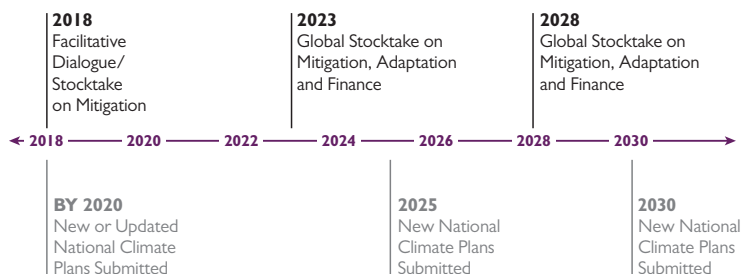 2018
Facilitative
Dialogue/
Stocktake
on Mitigation
2023
Global Stocktake on
Mitigation, Adaptation
and Finance
2028
Global Stocktake on
Mitigation, Adaptation
and Finance
2018 2020 2022 2024 2026 2028 2030
BY 2020
New or Updated
National Climate
Plans Submitted
2025
New National
Climate Plans
Submitted
2030
New National
Climate Plans
Submitted